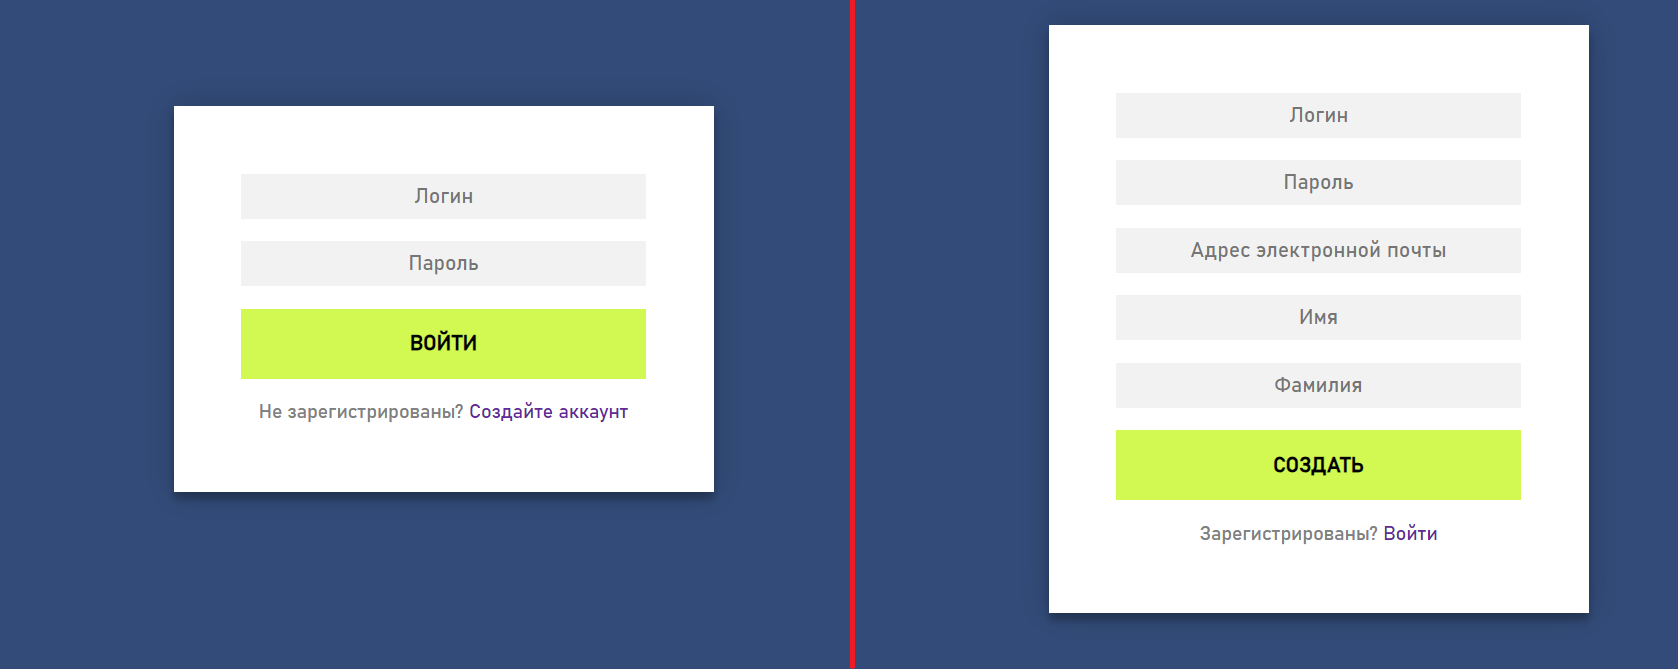 Логин
Пароль
ВОЙТИ
Не зарегистрированы? Создайте аккаунт
Логин
Пароль
Адрес электронной почты
Имя
Фамилия
СОЗДАТЬ
Зарегистрированы? Войти